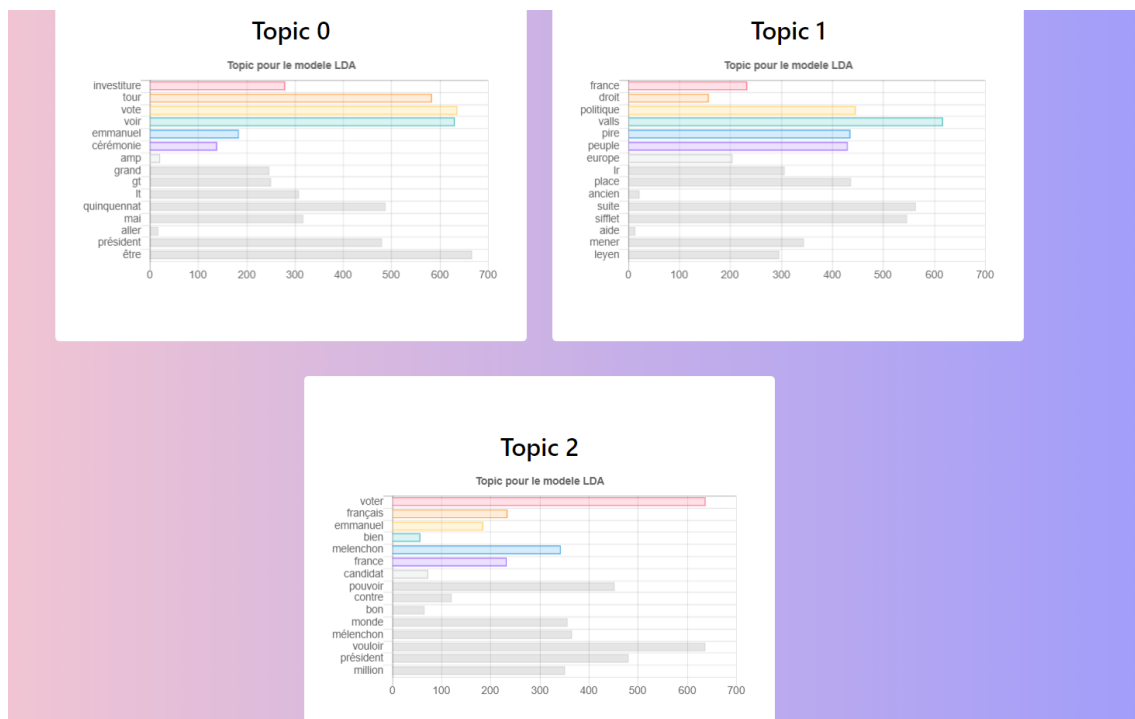 Topic 0
Topic pour le modele LDA
investiture
tour
vote
voir
emmanuel
cérémonie
amp
grand
gt
lt
quinquennat
mai
aller
président
être
0 100 200 300 400 500 600 700
Topic 1
Topic pour le modele LDA
france
droit
politique
valls
pire
peuple
europe
lr
place
ancien
suite
sifflet
aide
mener
leyen
0 100 200 300 400 500 600 700
Topic 2
Topic pour le modele LDA
voter
français
emmanuel
bien
melenchon
france
candidat
pouvoir
contre
bon
monde
mélenchon
vouloir
président
million
0 100 200 300 400 500 600 700